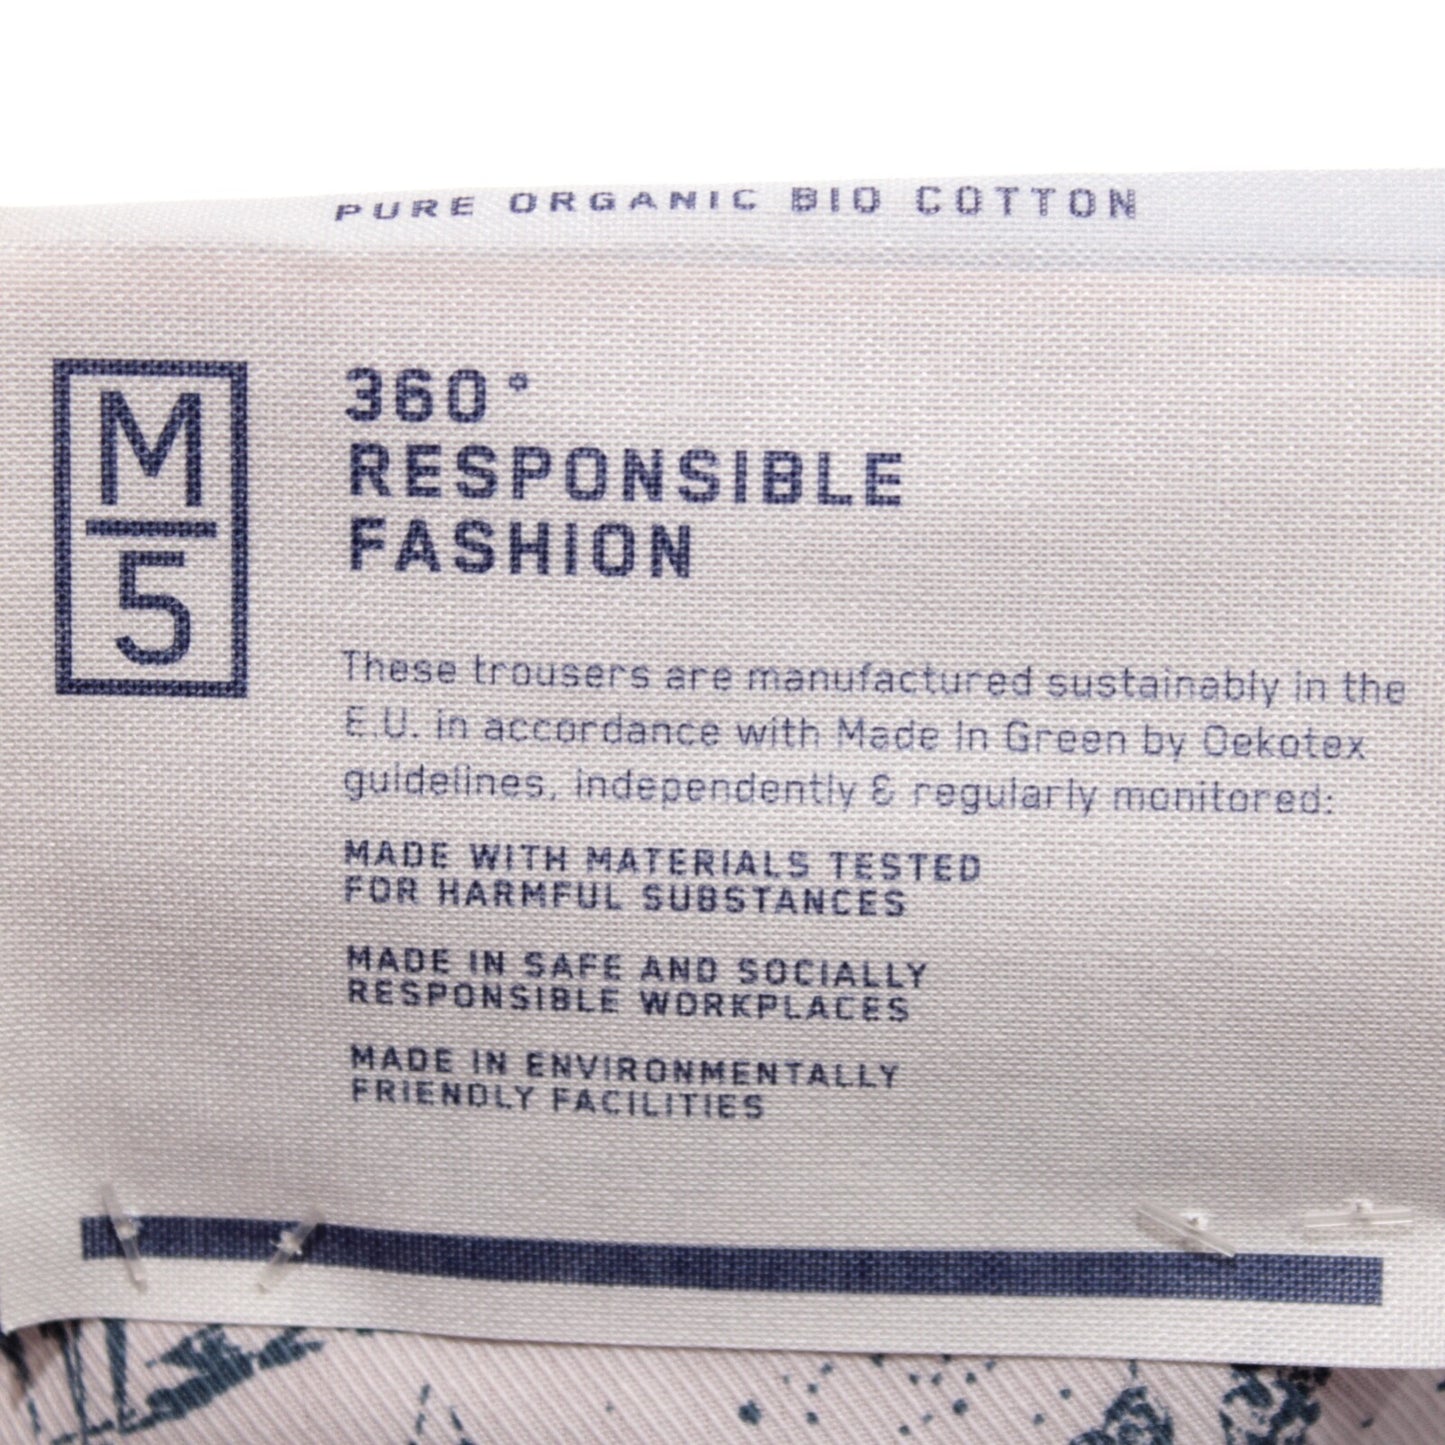 PURE ORGANIC BIO COTTON
M
5
360°
RESPONSIBLE
FASHION
These trousers are manufactured sustainably in the
E.U. in accordance with Made In Green by Oekotex
guidelines, independently & regularly monitored:
MADE WITH MATERIALS TESTED
FOR HARMFUL SUBSTANCES
MADE IN SAFE AND SOCIALLY
RESPONSIBLE WORKPLACES
MADE IN ENVIRONMENTALLY
FRIENDLY FACILITIES